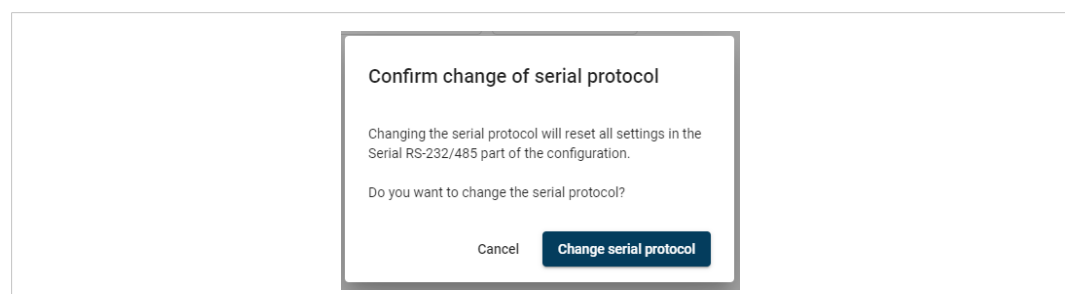 Confirm change of serial protocol
Changing the serial protocol will reset all settings in the
Serial RS-232/485 part of the configuration.
Do you want to change the serial protocol?
Cancel Change serial protocol